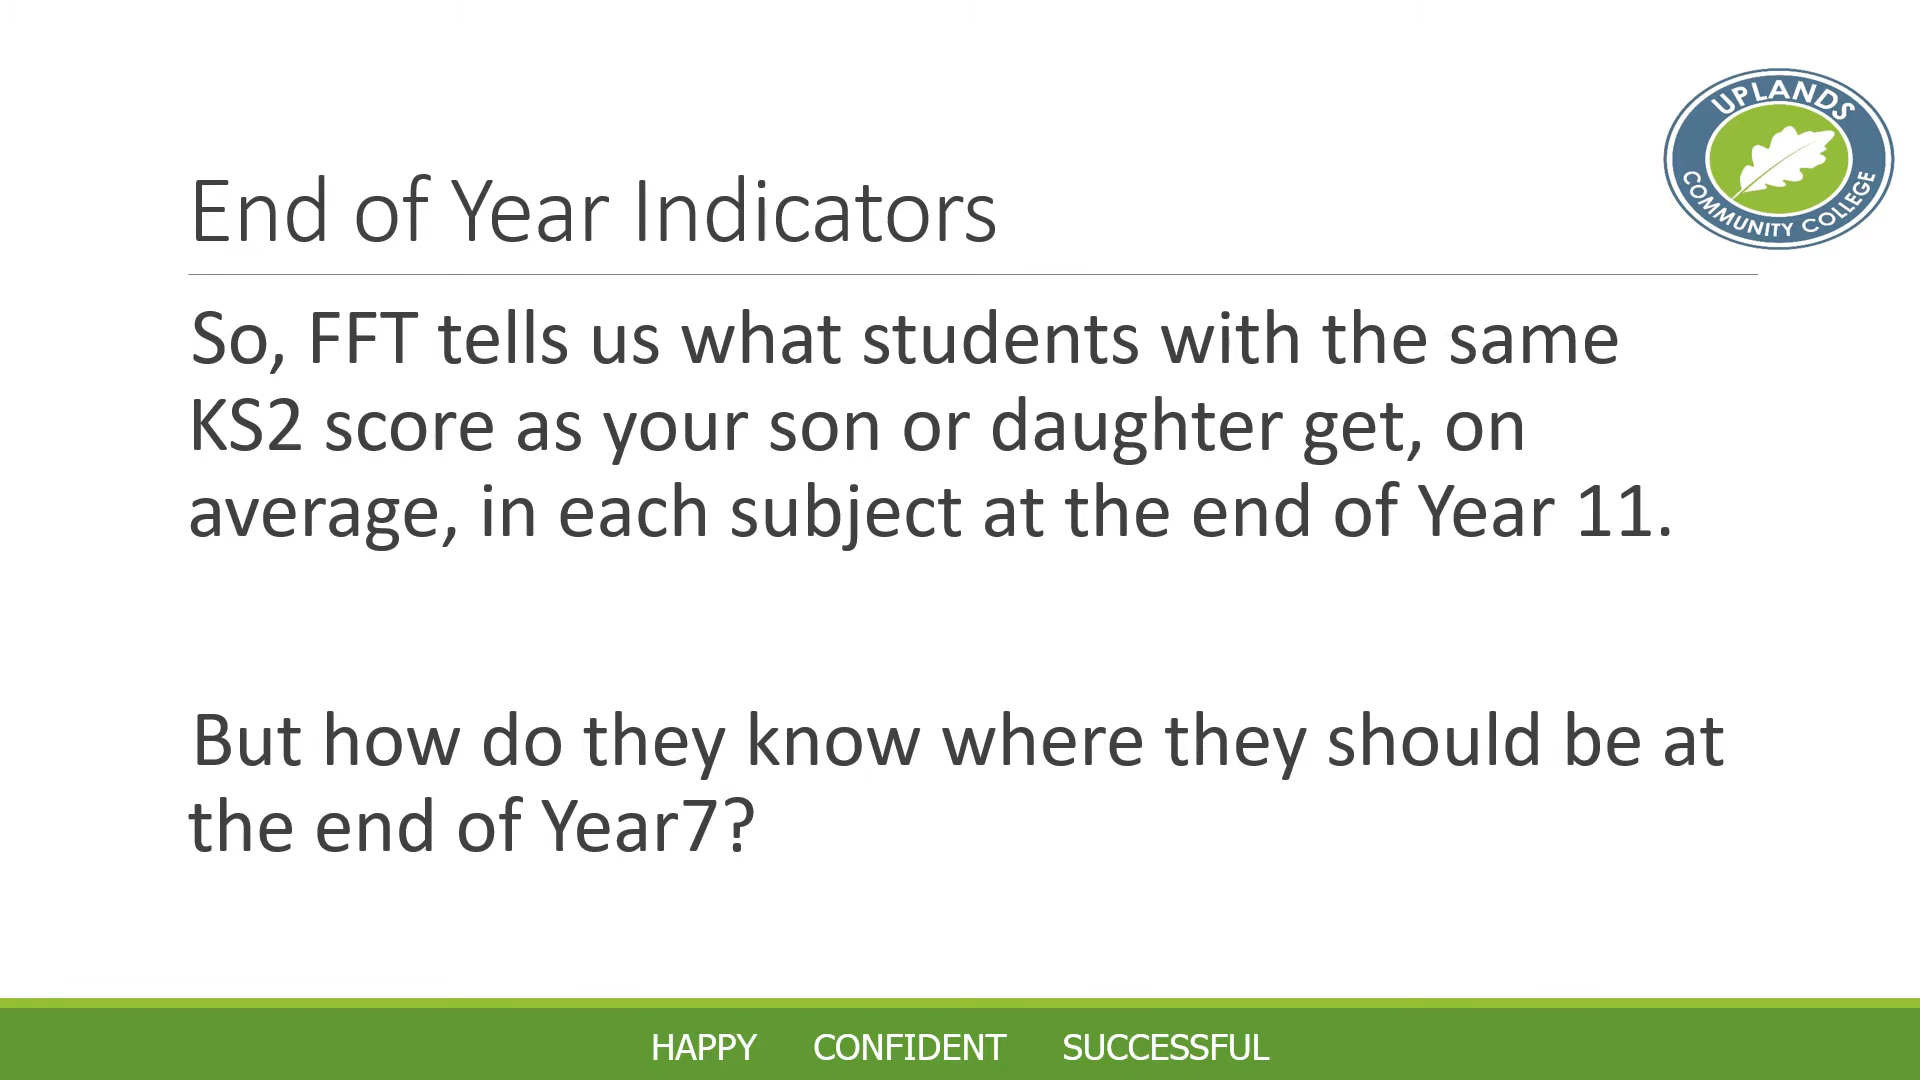 UPLANDS
COMMUNITY COLLEGE
End of Year Indicators
So, FFT tells us what students with the same
KS2 score as your son or daughter get, on
average, in each subject at the end of Year 11.
But how do they know where they should be at
the end of Year7?
HAPPY CONFIDENT SUCCESSFUL